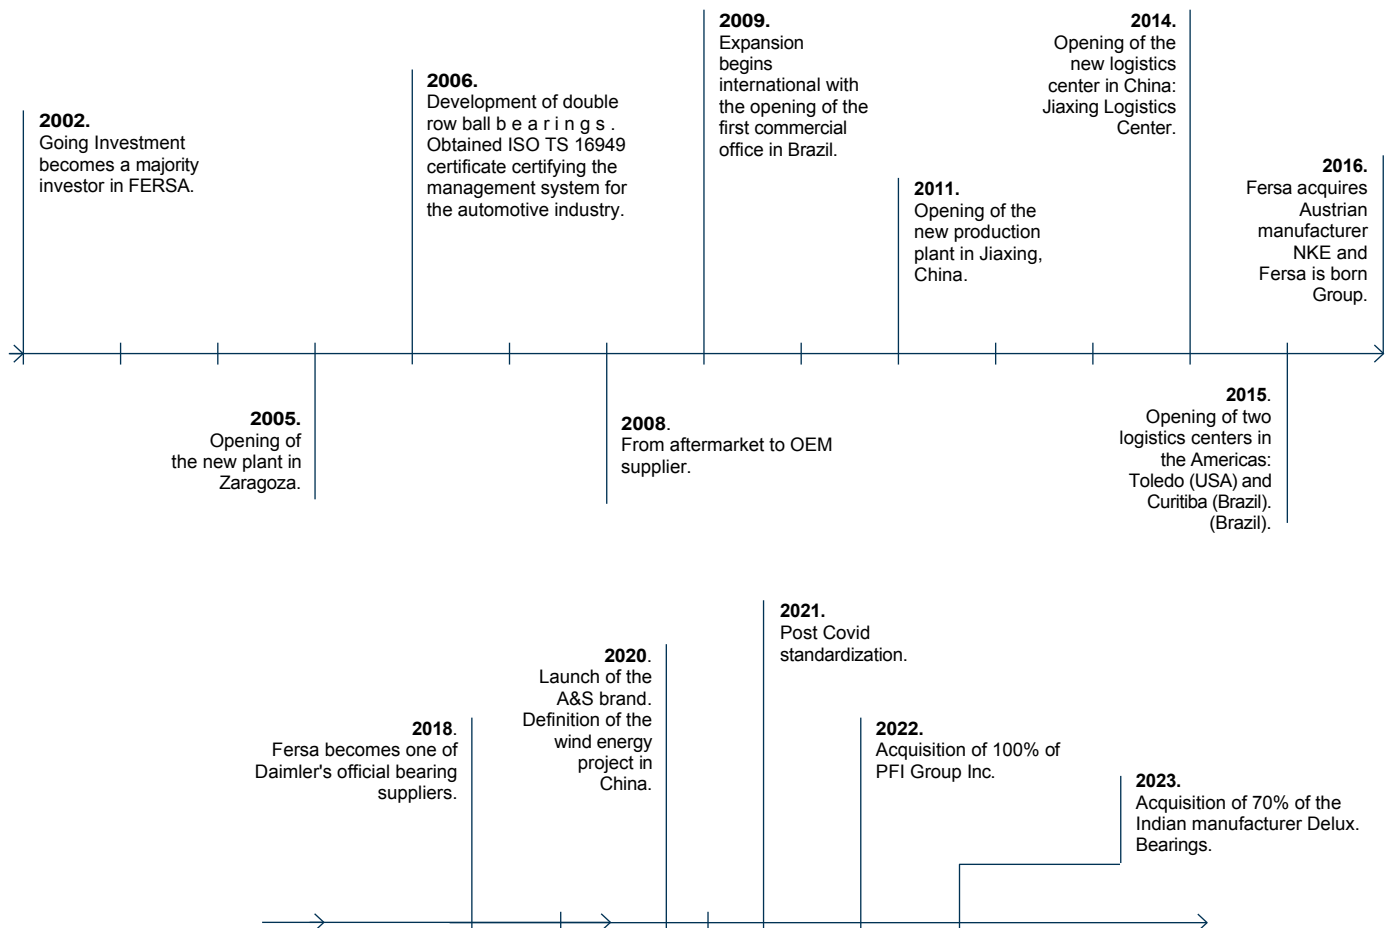 2002.
Going Investment
becomes a majority
investor in FERSA.
2005.
Opening of
the new plant in
Zaragoza.
2006.
Development of double
row ball b e a r i n g s .
Obtained ISO TS 16949
certificate certifying the
management system for
the automotive industry.
2008.
From aftermarket to OEM
supplier.
2009.
Expansion
begins
international with
the opening of the
first commercial
office in Brazil.
2011.
Opening of the
new production
plant in Jiaxing,
China.
2014.
Opening of the
new logistics
center in China:
Jiaxing Logistics
Center.
2015.
Opening of two
logistics centers in
the Americas:
Toledo (USA) and
Curitiba (Brazil).
(Brazil).
2016.
Fersa acquires
Austrian
manufacturer
NKE and
Fersa is born
Group.
2018.
Fersa becomes one of
Daimler's official bearing
suppliers.
2020.
Launch of the
A&S brand.
Definition of the
wind energy
project in
China.
2021.
Post Covid
standardization.
2022.
Acquisition of 100% of
PFI Group Inc.
2023.
Acquisition of 70% of the
Indian manufacturer Delux.
Bearings.